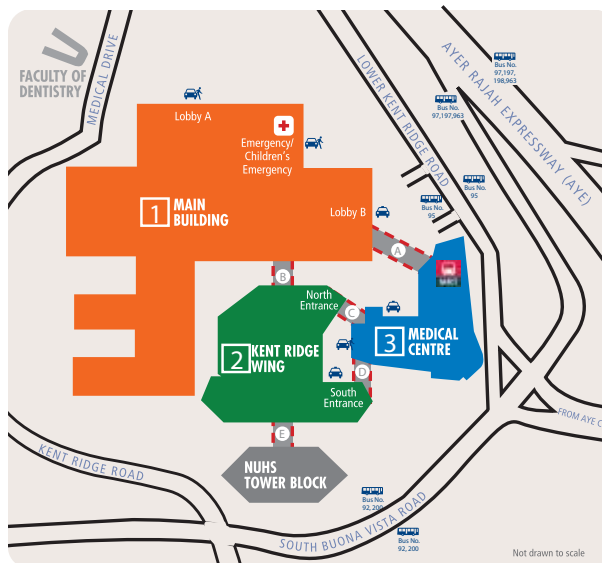 FACULTY OF
DENTISTRY
MEDICAL DRIVE
Lobby A
Emergency/
Children's
Emergency
LOWER KENT RIDGE ROAD
AYER RAJAH EXPRESSWAY (AYE)
Bus No.
97,197,
198,963
Bus No.
97,197,963
Bus No.
95
Bus No.
95
1
MAIN
BUILDING
Lobby B
A
B
North
Entrance
C
2
KENT RIDGE
WING
3
MEDICAL
CENTRE
D
South
Entrance
E
NUHS
TOWER BLOCK
KENT RIDGE ROAD
FROM AYE C
Bus No.
92, 200
SOUTH BUONA VISTA ROAD
Bus No.
92, 200
Not drawn to scale